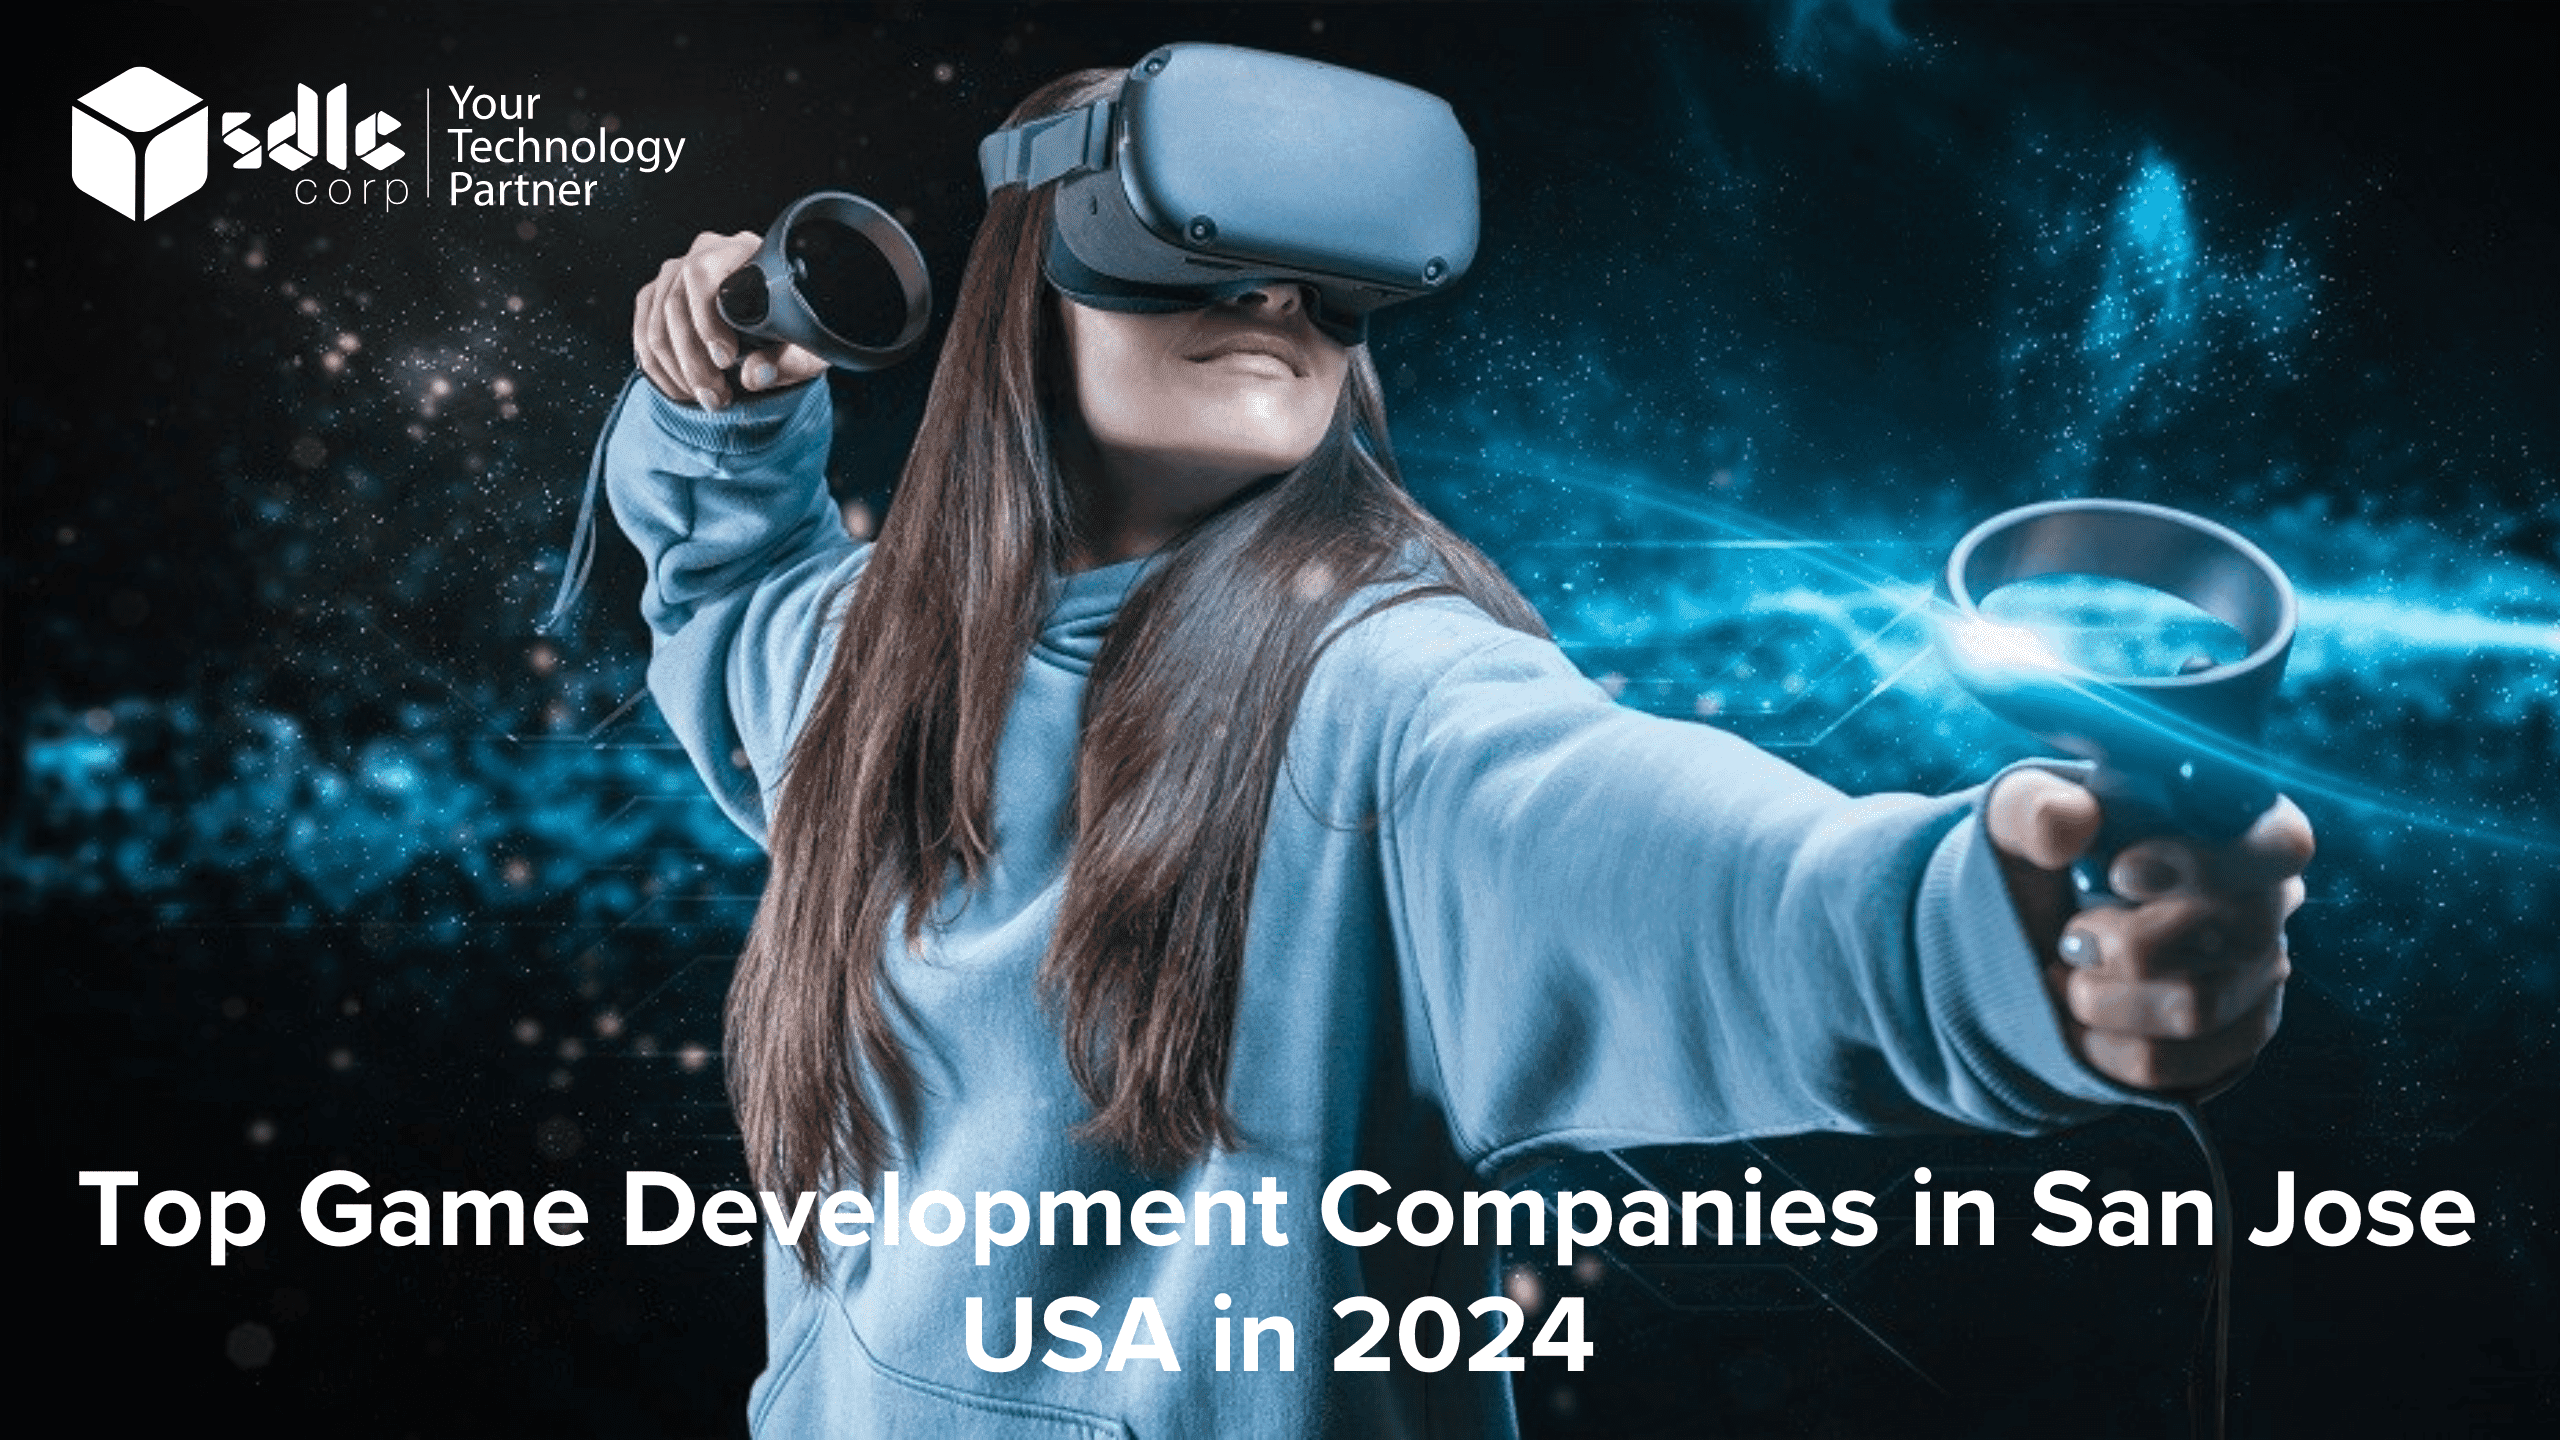 sdlc
corp
Your
Technology
Partner
Top Game Development Companies in San Jose
USA in 2024